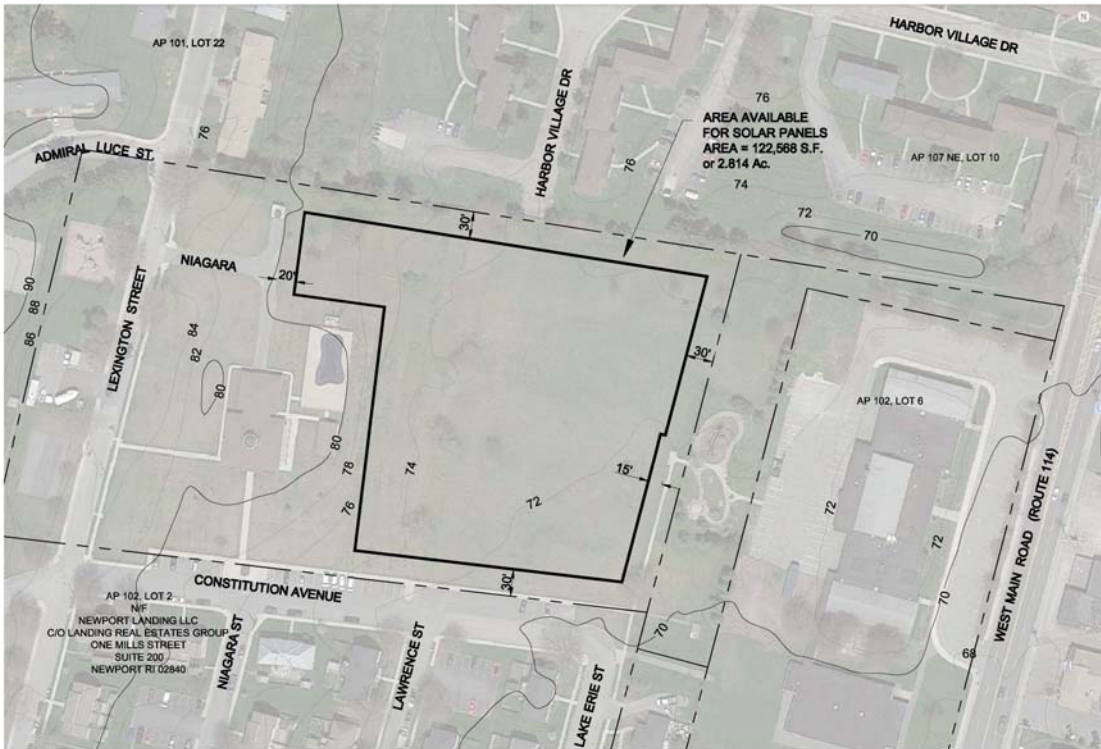 N
HARBOR VILLAGE DR
AP 101, LOT 22
76
76
AREA AVAILABLE
FOR SOLAR PANELS
AREA = 122,568 S.F.
or 2.814 Ac.
HARBOR VILLAGE DR
76
AP 107 NE, LOT 10
ADMIRAL LUCE ST.
74
72
70
30'
NIAGARA
20'
90
88
86
LEXINGTON STREET
84
82
80
30'
AP 102, LOT 6
80
78
76
74
15'
72
72
72
70
68
WEST MAIN ROAD (ROUTE 114)
30'
CONSTITUTION AVENUE
AP 102, LOT 2
N/F
NEWPORT LANDING LLC
C/O LANDING REAL ESTATES GROUP
ONE MILLS STREET
SUITE 200
NEWPORT RI 02840
NIAGARA ST
LAWRENCE ST
LAKE ERIE ST
70